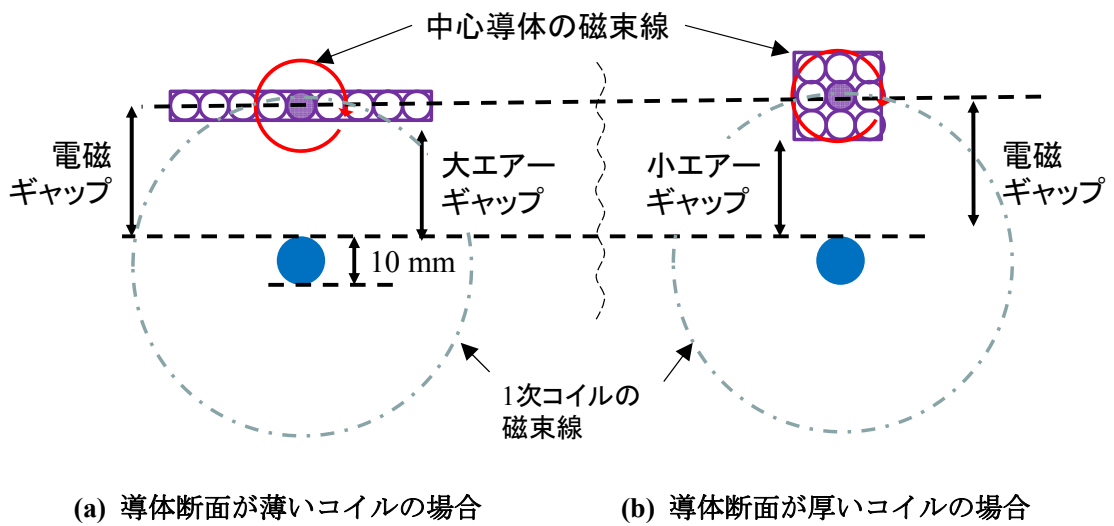 中心導体の磁束線
電磁
ギャップ
大エアー
ギャップ
小エアー
ギャップ
電磁
ギャップ
10 mm
1次コイルの
磁束線
(a) 導体断面が薄いコイルの場合
(b) 導体断面が厚いコイルの場合